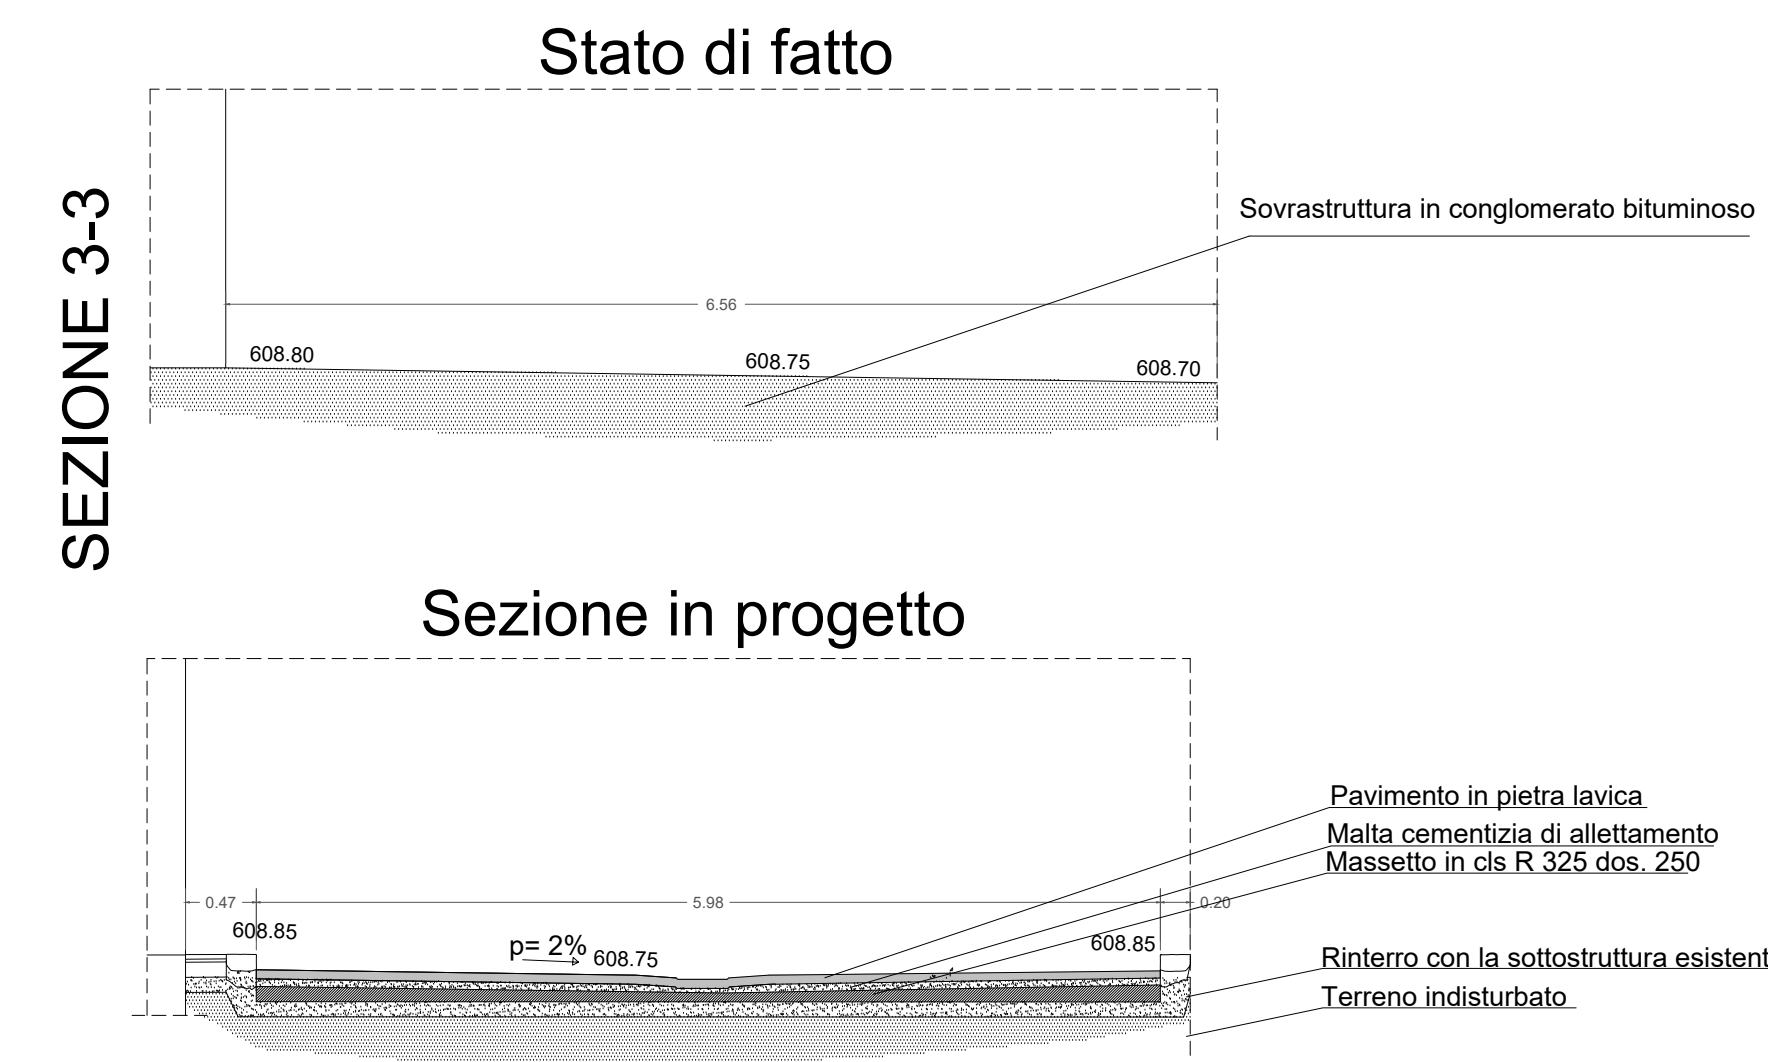 Stato di fatto
SEZIONE 3-3
Sovrastruttura in conglomerato bituminoso
6.56
608.80
608.75
608.70
Sezione in progetto
Pavimento in pietra lavica
Malta cementizia di allettamento
Massetto in cls R 325 dos. 250
0.47
5.98
0.20
608.85
p= 2%
608.75
608.85
Rinterro con la sottostruttura esistent
Terreno indisturbato